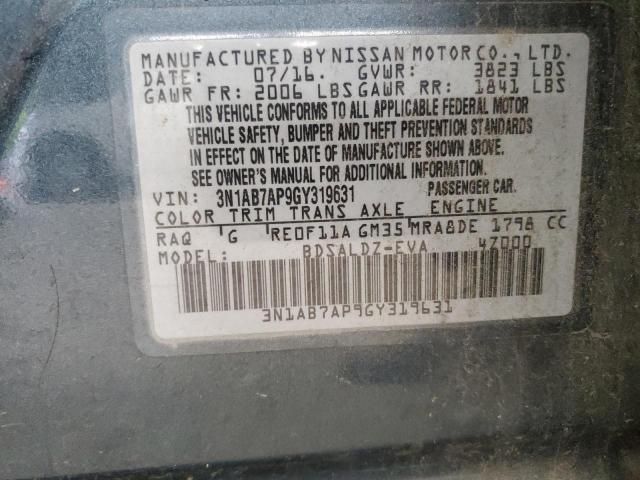 MANUFACTURED BY NISSAN MOTOR CO., LTD.
DATE: 07/16 GVWR: 3823 LBS
GAWR FR: 2006 LBS GAWR RR: 1841 LBS
THIS VEHICLE CONFORMS TO ALL APPLICABLE FEDERAL MOTOR
VEHICLE SAFETY, BUMPER AND THEFT PREVENTION STANDARDS
IN EFFECT ON THE DATE OF MANUFACTURE SHOWN ABOVE.
SEE OWNER'S MANUAL FOR ADDITIONAL INFORMATION.
VIN: 3N1AB7AP9GY319631 PASSENGER CAR.
COLOR TRIM TRANS AXLE ENGINE
RAQ G RE0F11A GM35 MRA8DE 1798 CC
MODEL: BDSALDZ-EVA 4Z000
3N1AB7AP9GY319631